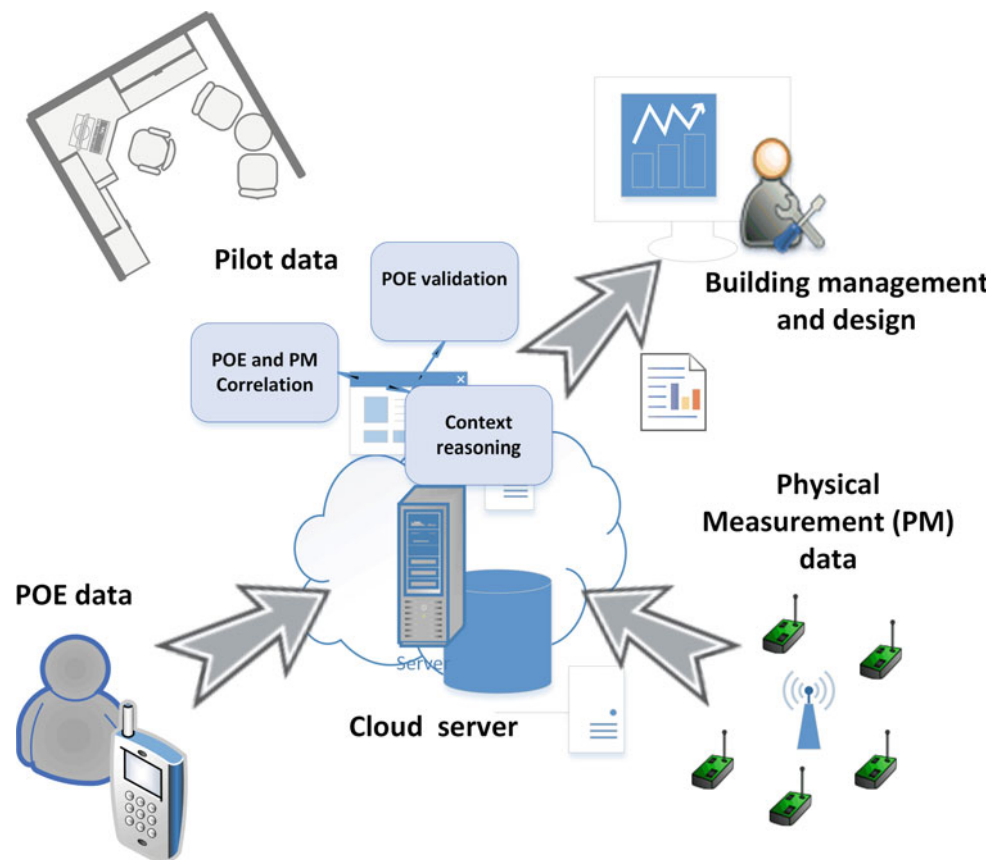 Pilot data
POE validation
Building management
and design
POE and PM
Correlation
Context
reasoning
Physical
Measurement (PM)
data
POE data
Server
Cloud server